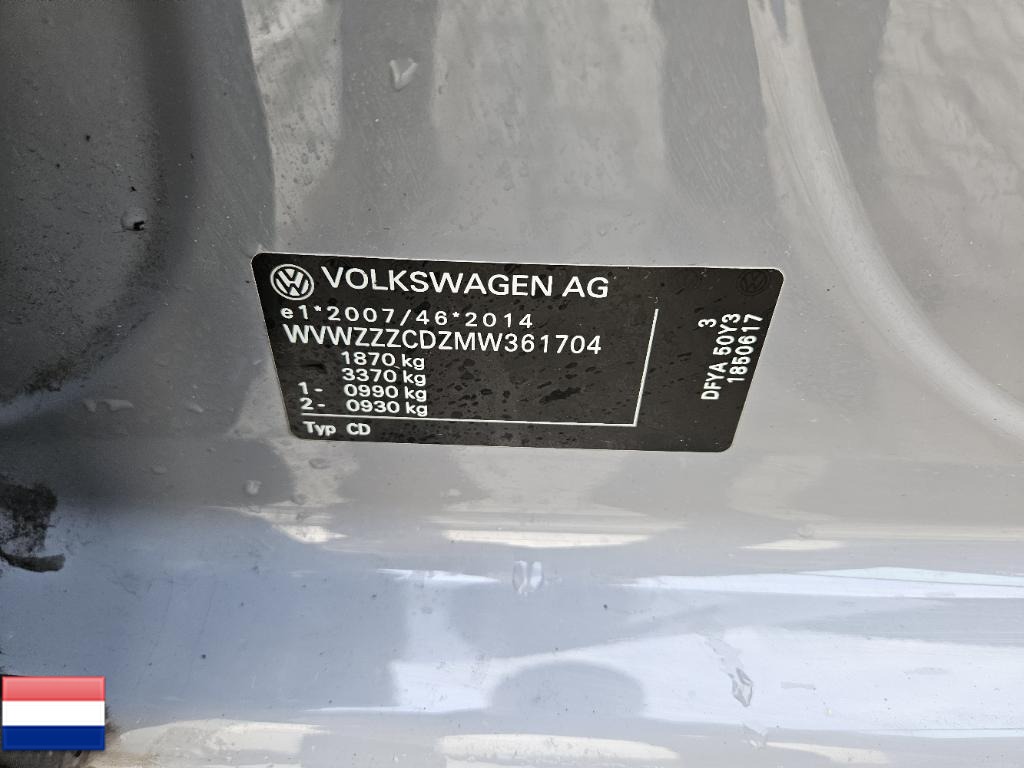 VOLKSWAGEN AG
e1*2007/46*2014
WVWZZZCDZMW361704
1870 kg
3370 kg
1- 0990 kg
2- 0930 kg
Typ CD
3
DFYA 50Y3
1850617